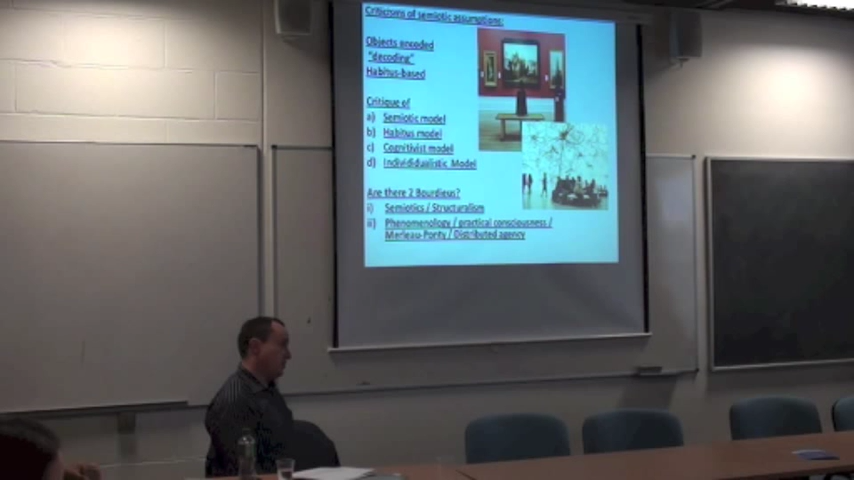 Criticisms of semiotic assumptions:
Objects encoded
"decoding"
Habitus-based
Critique of
a) Semiotic model
b) Habitus model
c) Cognitivist model
d) Individidualistic Model
Are there 2 Bourdieus?
i) Semiotics / Structuralism
ii) Phenomenology / practical consciousness /
Merleau-Ponty / Distributed agency